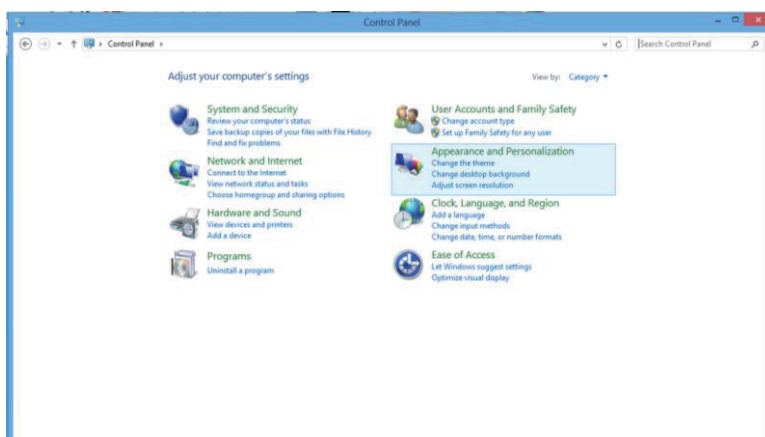 Control Panel
Control Panel
Search Control Panel
Adjust your computer's settings
View by: Category
System and Security
Review your computer's status
Save backup copies of your files with File History
Find and fix problems
Network and Internet
Connect to the Internet
View network status and tasks
Choose homegroup and sharing options
Hardware and Sound
View devices and printers
Add a device
Programs
Uninstall a program
User Accounts and Family Safety
Change account type
Set up Family Safety for any user
Appearance and Personalization
Change the theme
Change desktop background
Adjust screen resolution
Clock, Language, and Region
Add a language
Change input methods
Change date, time, or number formats
Ease of Access
Let Windows suggest settings
Optimize visual display